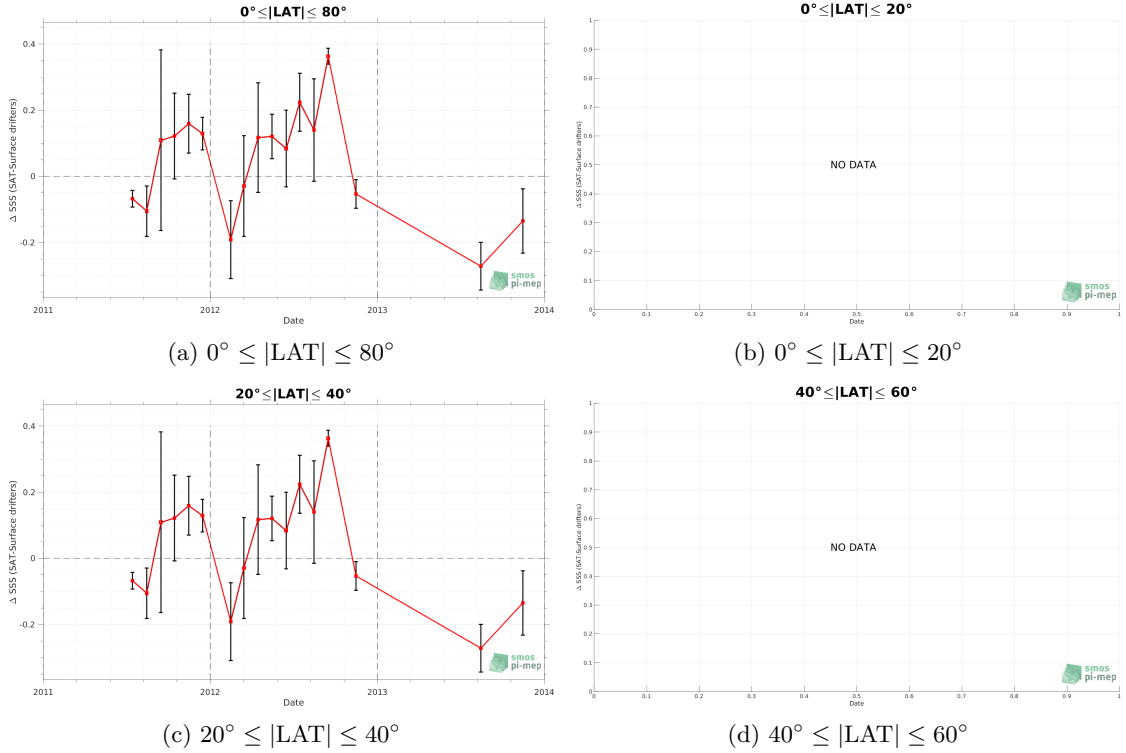 0°≤|LAT|≤ 80°
0.4
0.2
0
-0.2
Δ SSS (SAT-Surface drifters)
smos
pi-mep
2011
2012
2013
2014
Date
(a) 0° ≤ |LAT| ≤ 80°
0°≤|LAT|≤ 20°
1
0.9
0.8
0.7
0.6
0.5
0.4
0.3
0.2
0.1
0
Δ SSS (SAT-Surface drifters)
NO DATA
smos
pi-mep
0
0.1
0.2
0.3
0.4
0.5
0.6
0.7
0.8
0.9
1
Date
(b) 0° ≤ |LAT| ≤ 20°
20°≤|LAT|≤ 40°
0.4
0.2
0
-0.2
Δ SSS (SAT-Surface drifters)
smos
pi-mep
2011
2012
2013
2014
Date
(c) 20° ≤ |LAT| ≤ 40°
40°≤|LAT|≤ 60°
1
0.9
0.8
0.7
0.6
0.5
0.4
0.3
0.2
0.1
0
Δ SSS (SAT-Surface drifters)
NO DATA
smos
pi-mep
0
0.1
0.2
0.3
0.4
0.5
0.6
0.7
0.8
0.9
1
Date
(d) 40° ≤ |LAT| ≤ 60°